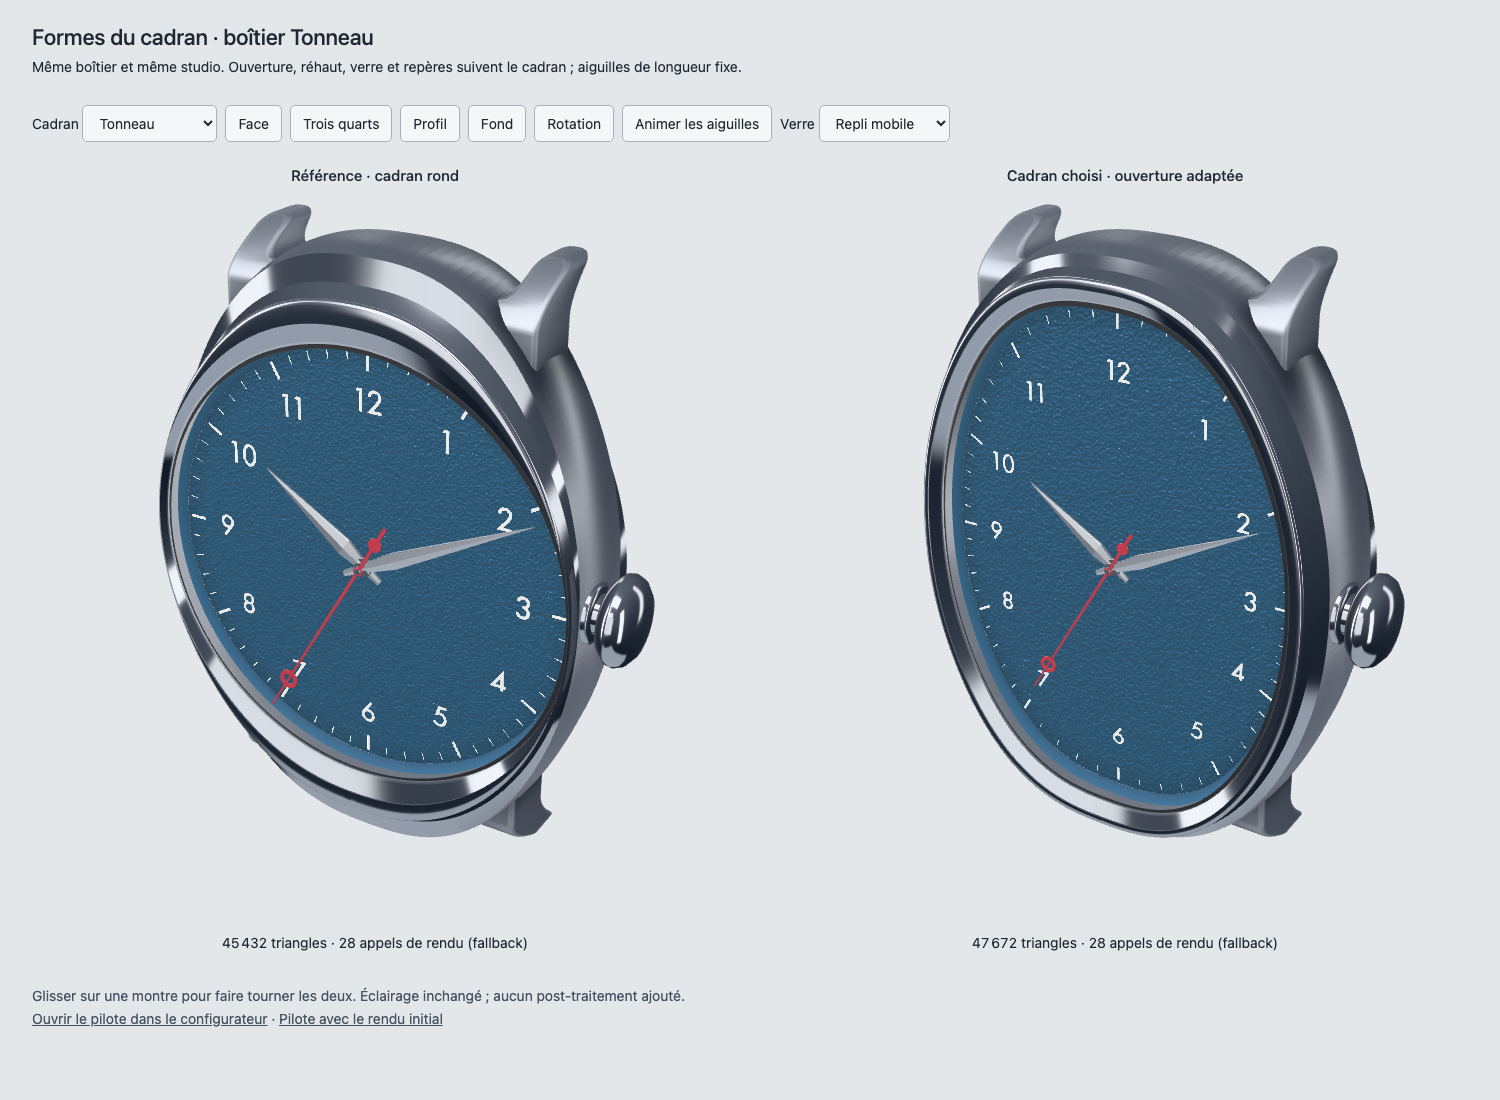 Formes du cadran · boîtier Tonneau
Même boîtier et même studio. Ouverture, réhaut, verre et repères suivent le cadran ; aiguilles de longueur fixe.
Cadran Tonneau Face Trois quarts Profil Fond Rotation Animer les aiguilles Verre Repli mobile
Référence · cadran rond
12
1
2
3
4
5
6
7
8
9
10
11
45 432 triangles · 28 appels de rendu (fallback)
Cadran choisi · ouverture adaptée
12
1
2
3
4
5
6
7
8
9
10
11
47 672 triangles · 28 appels de rendu (fallback)
Glisser sur une montre pour faire tourner les deux. Éclairage inchangé ; aucun post-traitement ajouté.
Ouvrir le pilote dans le configurateur · Pilote avec le rendu initial